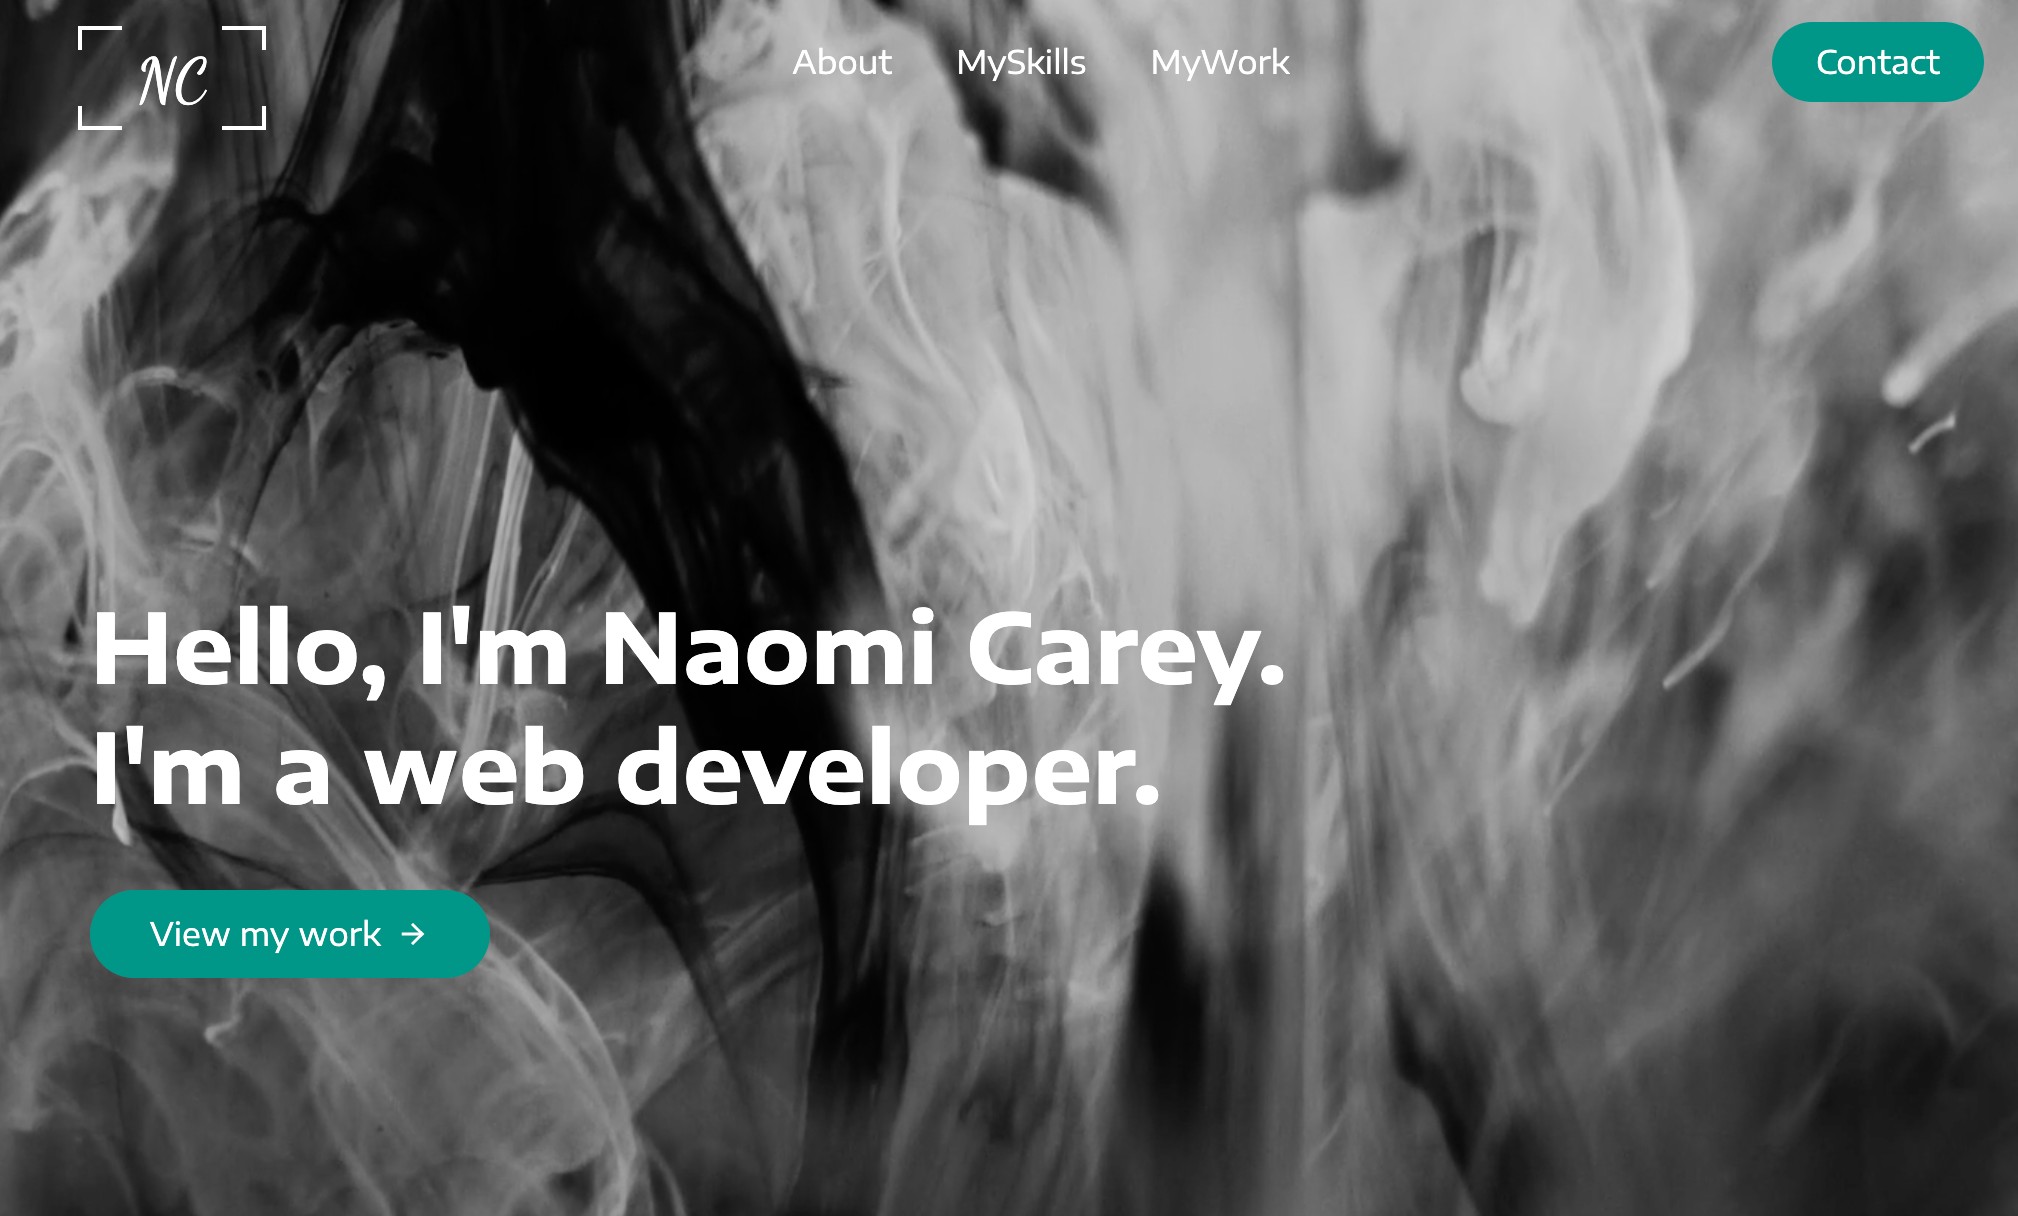 NC
About MySkills MyWork Contact
Hello, I'm Naomi Carey.
I'm a web developer.
View my work →